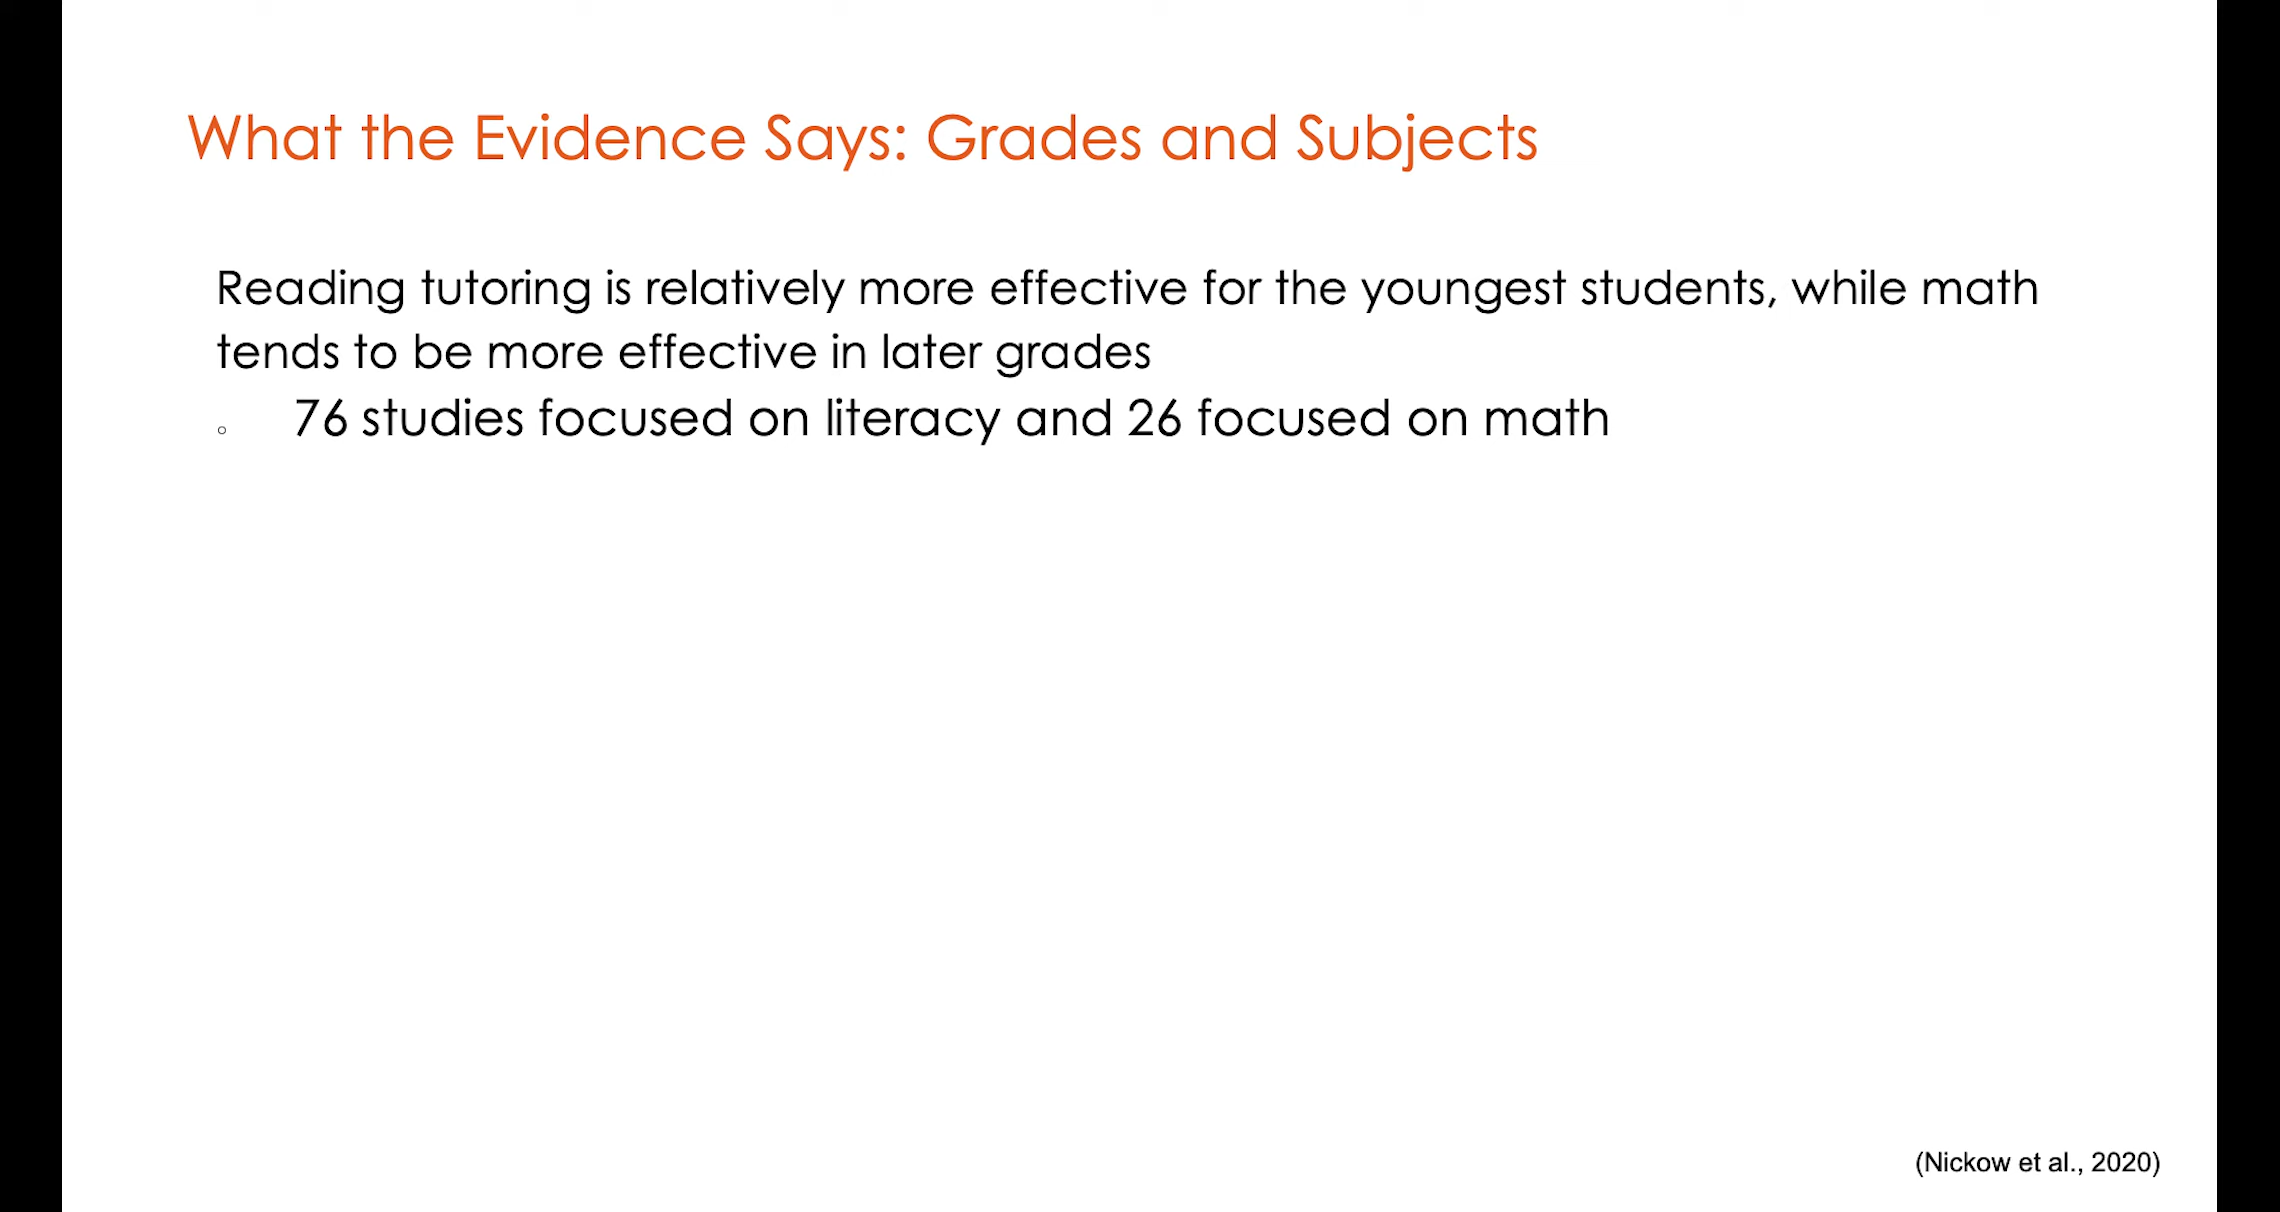 What the Evidence Says: Grades and Subjects
Reading tutoring is relatively more effective for the youngest students, while math
tends to be more effective in later grades
◦ 76 studies focused on literacy and 26 focused on math
(Nickow et al., 2020)